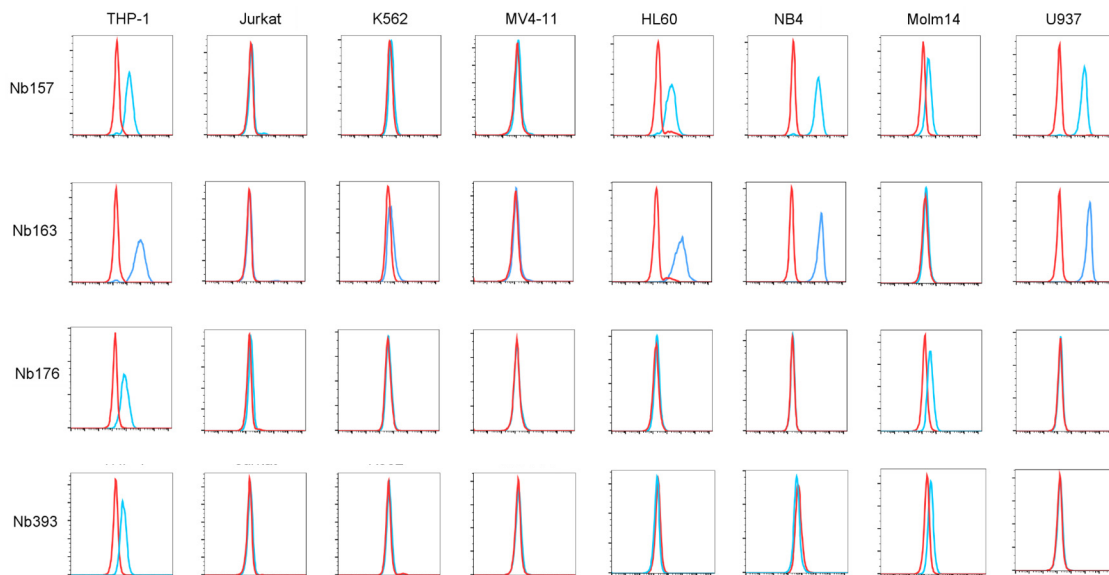 THP-1 Jurkat K562 MV4-11 HL60 NB4 Molm14 U937
Nb157
Nb163
Nb176
Nb393